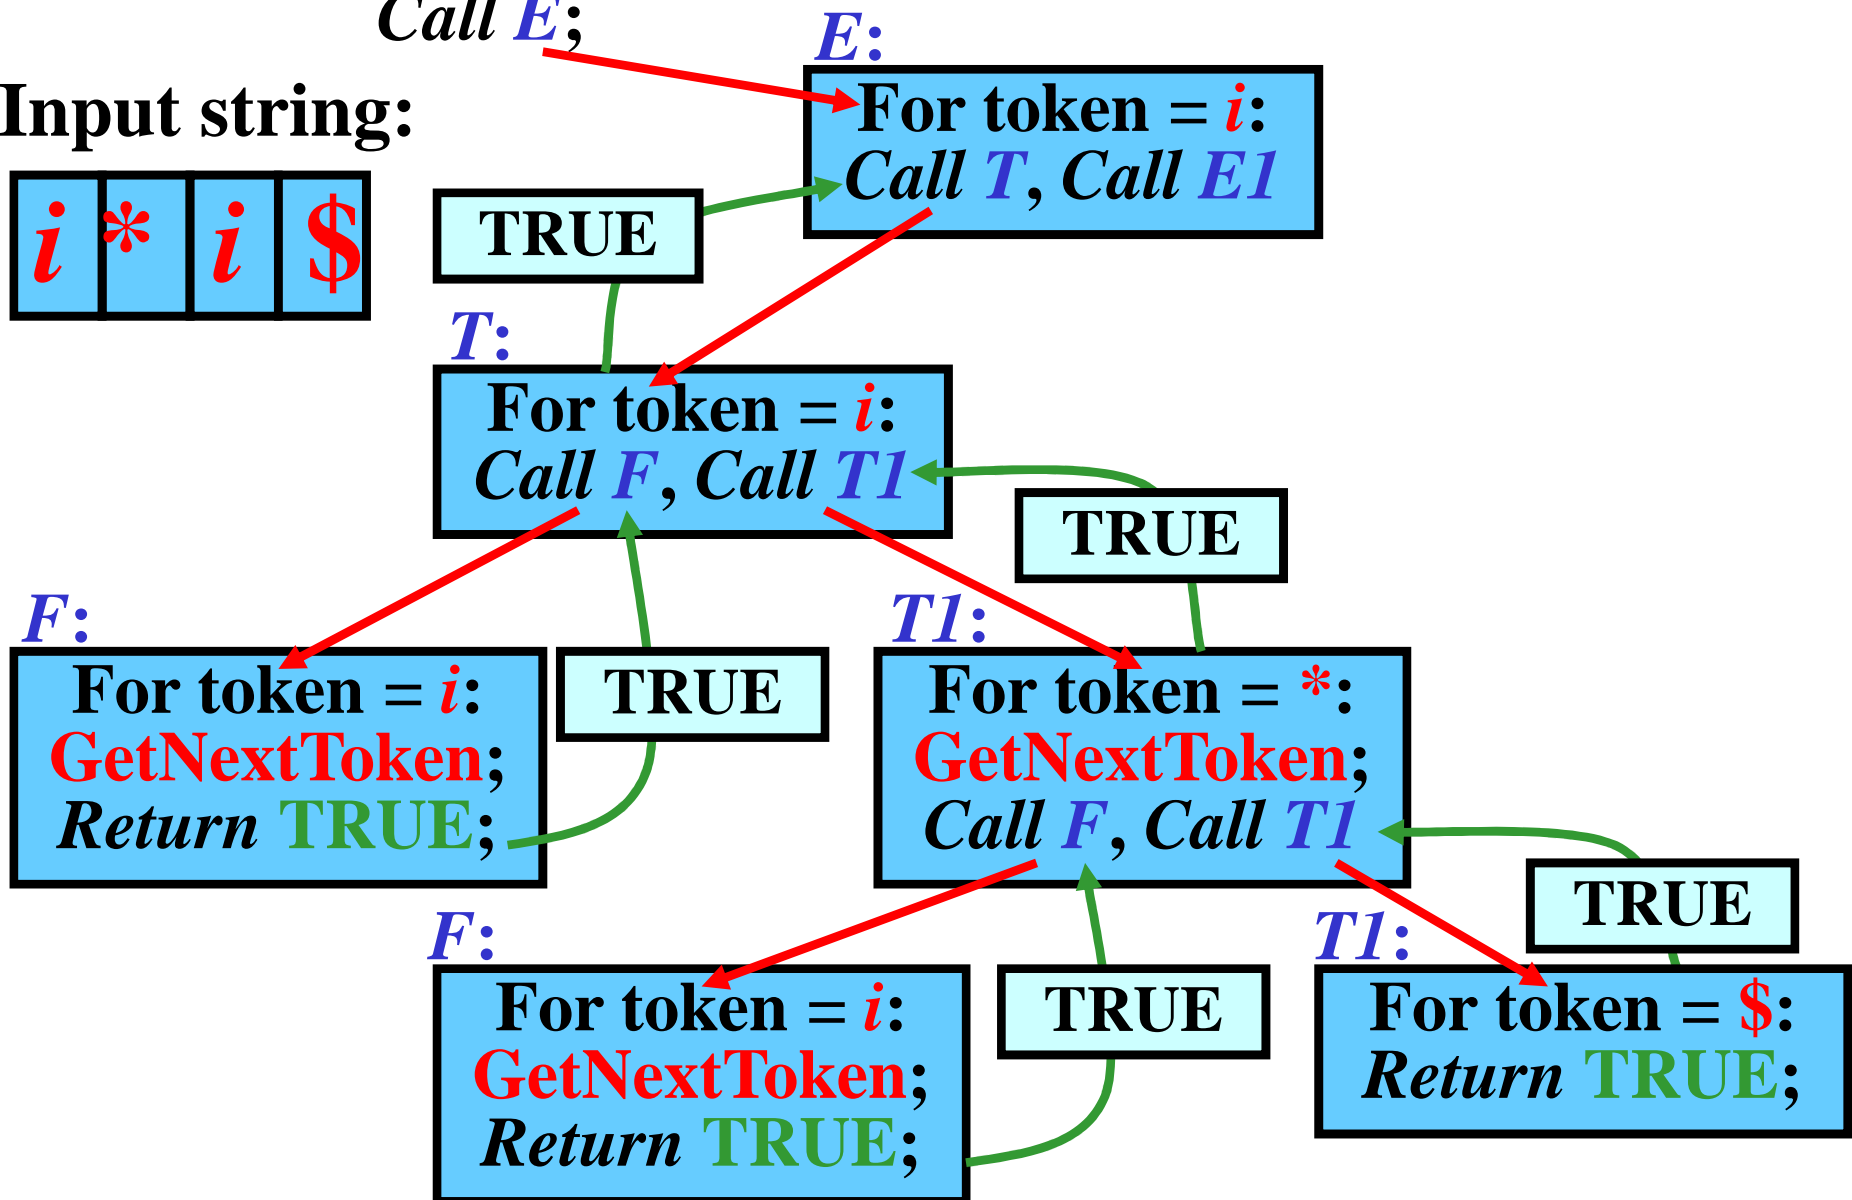 Call E;
E:
Input string:
For token = i:
Call T, Call E1
i * i $
TRUE
T:
For token = i:
Call F, Call T1
TRUE
F:
T1:
For token = i:
GetNextToken;
Return TRUE;
TRUE
For token = *:
GetNextToken;
Call F, Call T1
TRUE
F:
T1:
For token = i:
GetNextToken;
Return TRUE;
TRUE
For token = $:
Return TRUE;